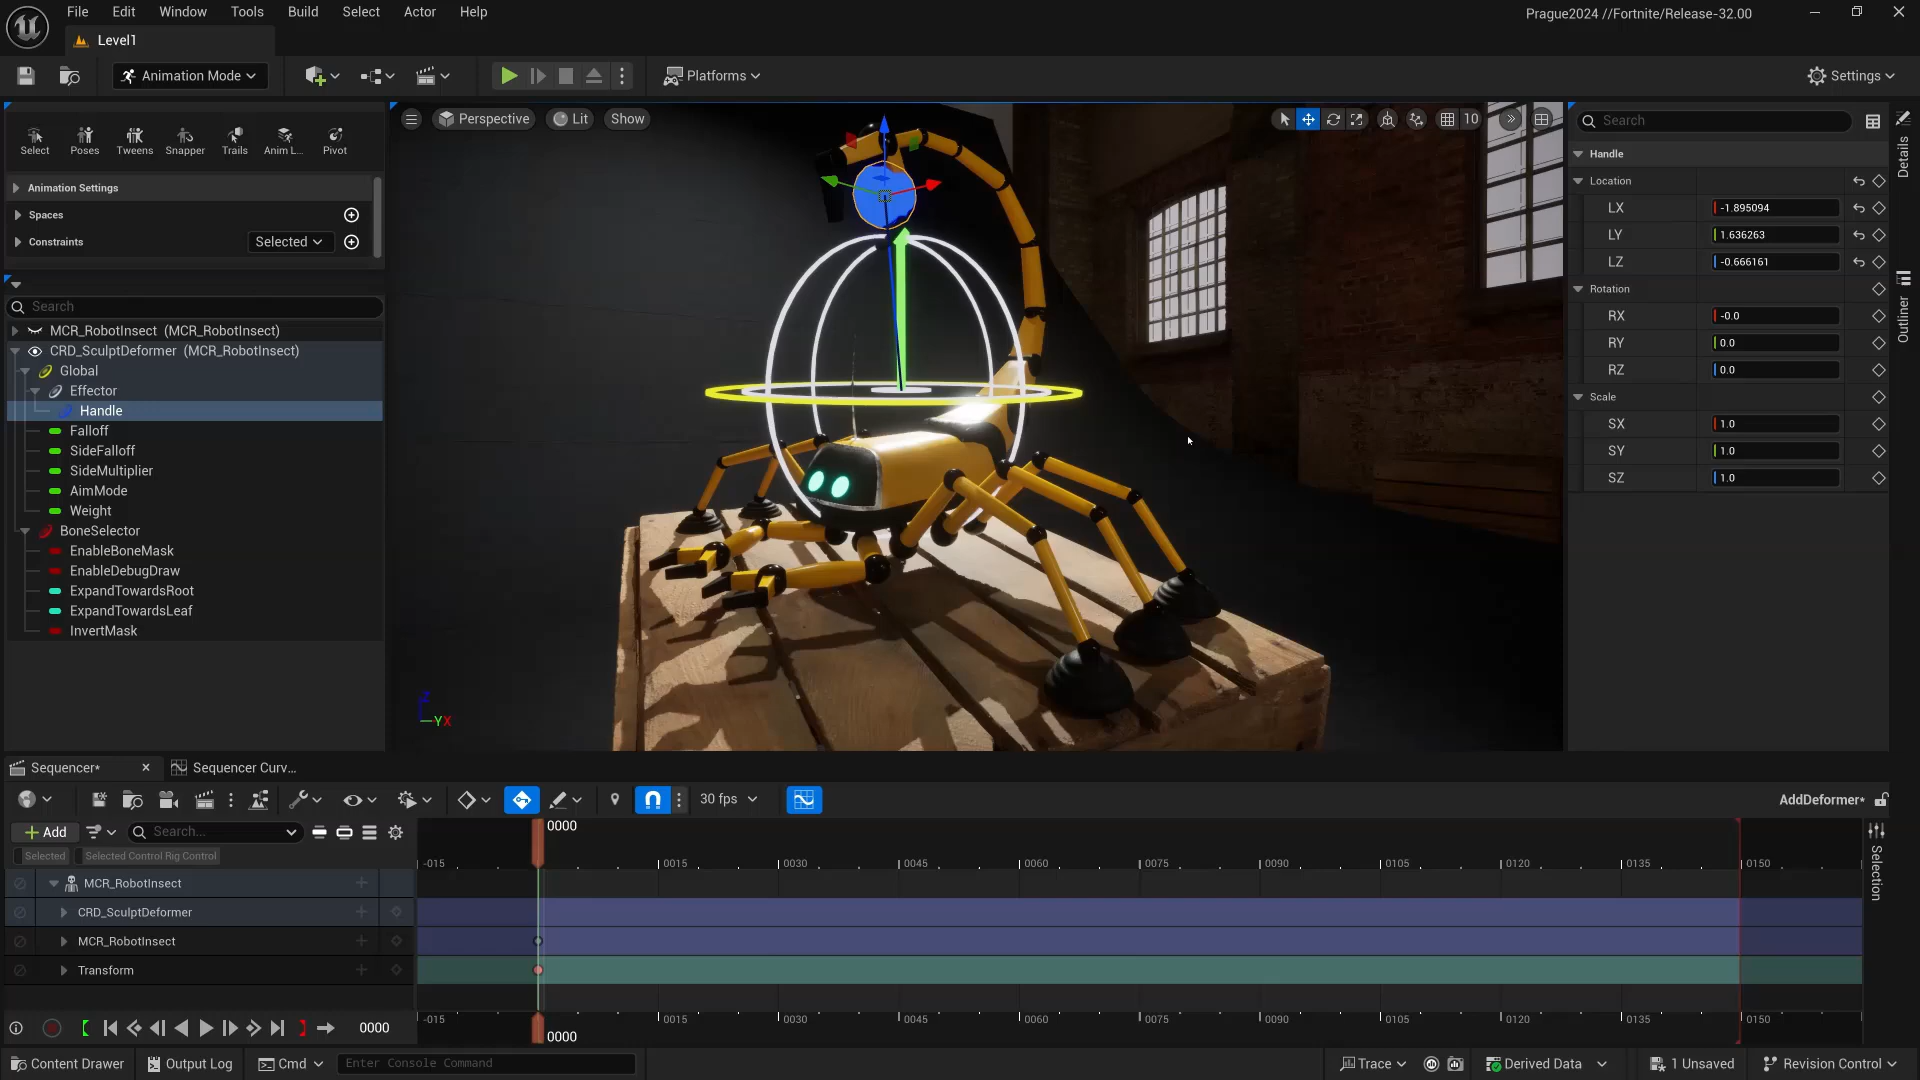 File Edit Window Tools Build Select Actor Help
Prague2024 //Fortnite/Release-32.00
Level1
Animation Mode
Platforms
Settings
Select Poses Tweens Snapper Trails Anim L... Pivot
Animation Settings
Spaces
Constraints Selected
Search
MCR_RobotInsect (MCR_RobotInsect)
CRD_SculptDeformer (MCR_RobotInsect)
Global
Effector
Handle
Falloff
SideFalloff
SideMultiplier
AimMode
Weight
BoneSelector
EnableBoneMask
EnableDebugDraw
ExpandTowardsRoot
ExpandTowardsLeaf
InvertMask
Perspective Lit Show
10
Z
YX
Search
Handle
Location
LX -1.895094
LY 1.636263
LZ -0.666161
Rotation
RX -0.0
RY 0.0
RZ 0.0
Scale
SX 1.0
SY 1.0
SZ 1.0
Details
Outliner
Sequencer* Sequencer Curv...
30 fps
AddDeformer*
Add Search...
Selected Selected Control Rig Control
0000
-015 0015 0030 0045 0060 0075 0090 0105 0120 0135 0150
MCR_RobotInsect
CRD_SculptDeformer
MCR_RobotInsect
Transform
Selection
0000
-015 0015 0030 0045 0060 0075 0090 0105 0120 0135 0150
0000
Content Drawer Output Log Cmd Enter Console Command
Trace Derived Data 1 Unsaved Revision Control